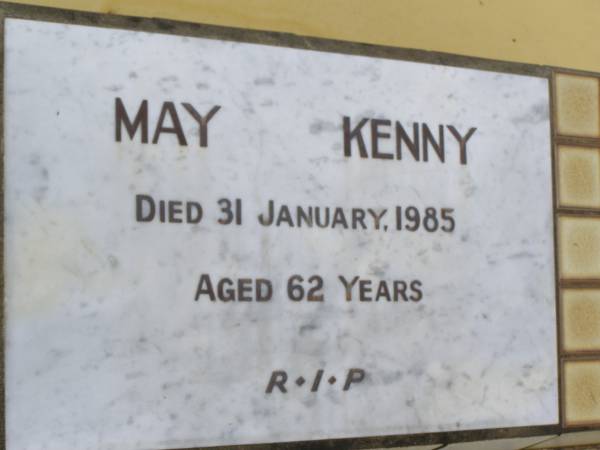 MAY KENNY
DIED 31 JANUARY, 1985
AGED 62 YEARS
R·I·P